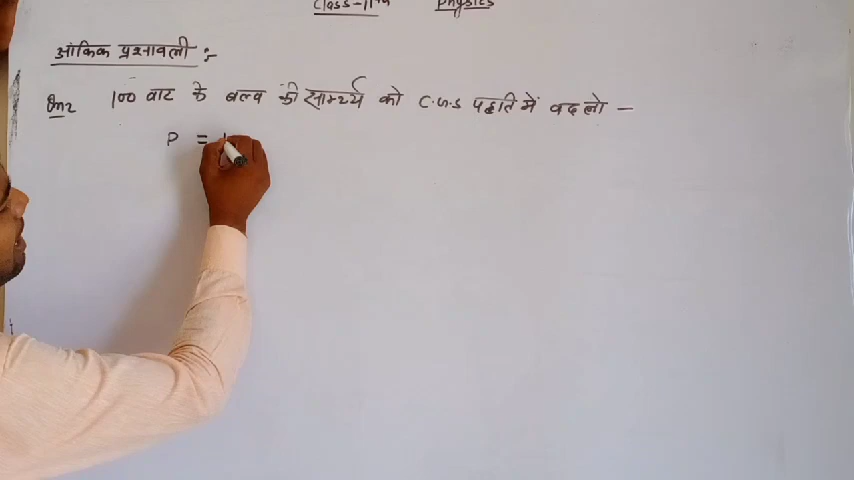 Class-11th Physics
आंकिक प्रश्नावली :-
Qn2 100 वाट के बल्व की सामर्थ्य को C.G.S पद्धति में बदलो -
P =